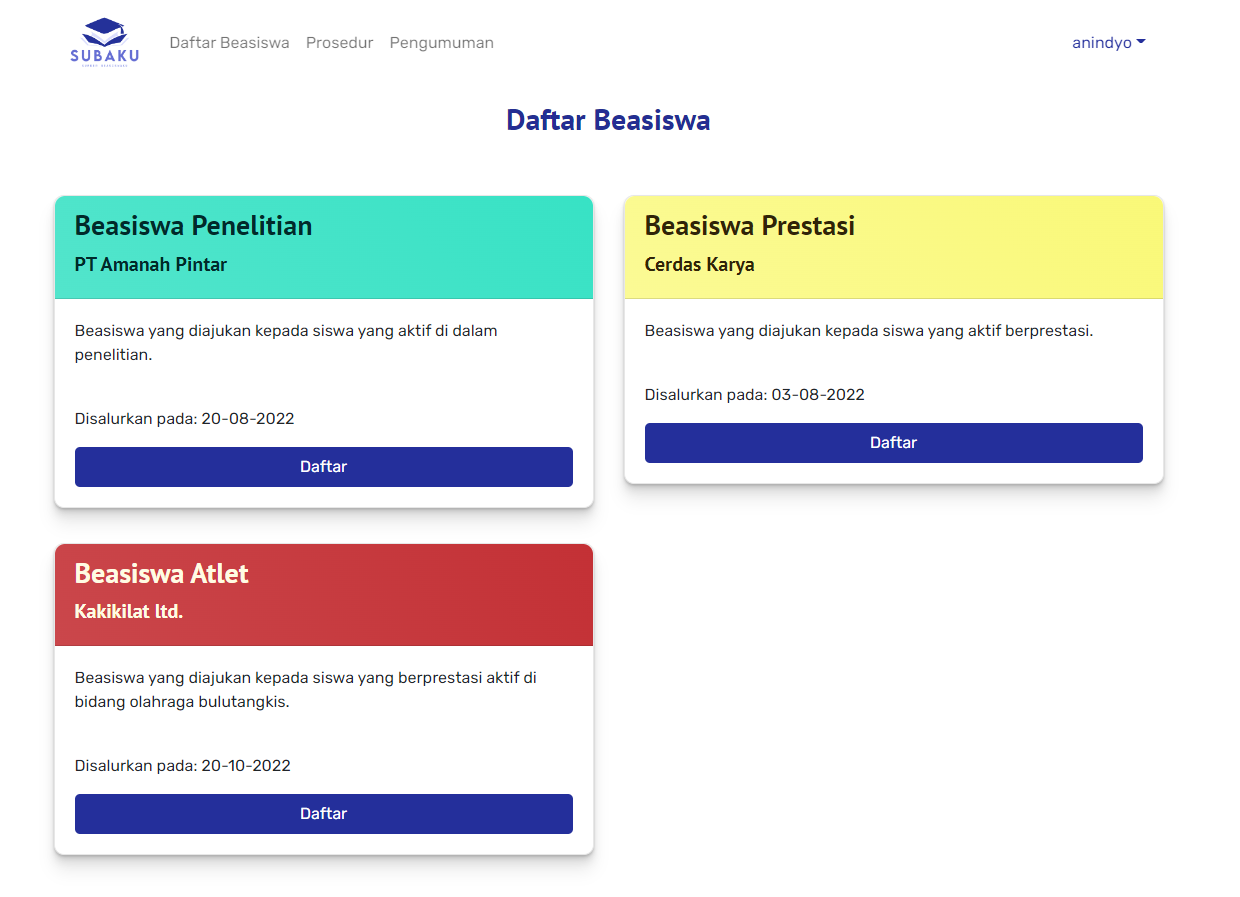 SUBAKU
Daftar Beasiswa
Prosedur
Pengumuman
anindyo
Daftar Beasiswa
Beasiswa Penelitian
PT Amanah Pintar
Beasiswa yang diajukan kepada siswa yang aktif di dalam
penelitian.
Disalurkan pada: 20-08-2022
Daftar
Beasiswa Prestasi
Cerdas Karya
Beasiswa yang diajukan kepada siswa yang aktif berprestasi.
Disalurkan pada: 03-08-2022
Daftar
Beasiswa Atlet
Kakikilat ltd.
Beasiswa yang diajukan kepada siswa yang berprestasi aktif di
bidang olahraga bulutangkis.
Disalurkan pada: 20-10-2022
Daftar